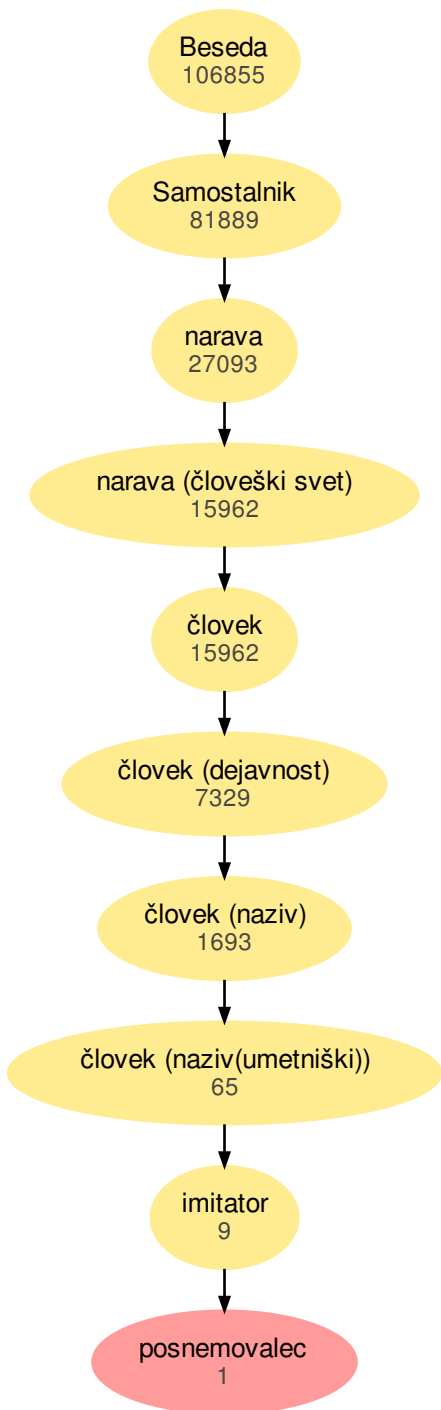 Beseda
106855
Samostalnik
81889
narava
27093
narava (človeški svet)
15962
človek
15962
človek (dejavnost)
7329
človek (naziv)
1693
človek (naziv(umetniški))
65
imitator
9
posnemovalec
1